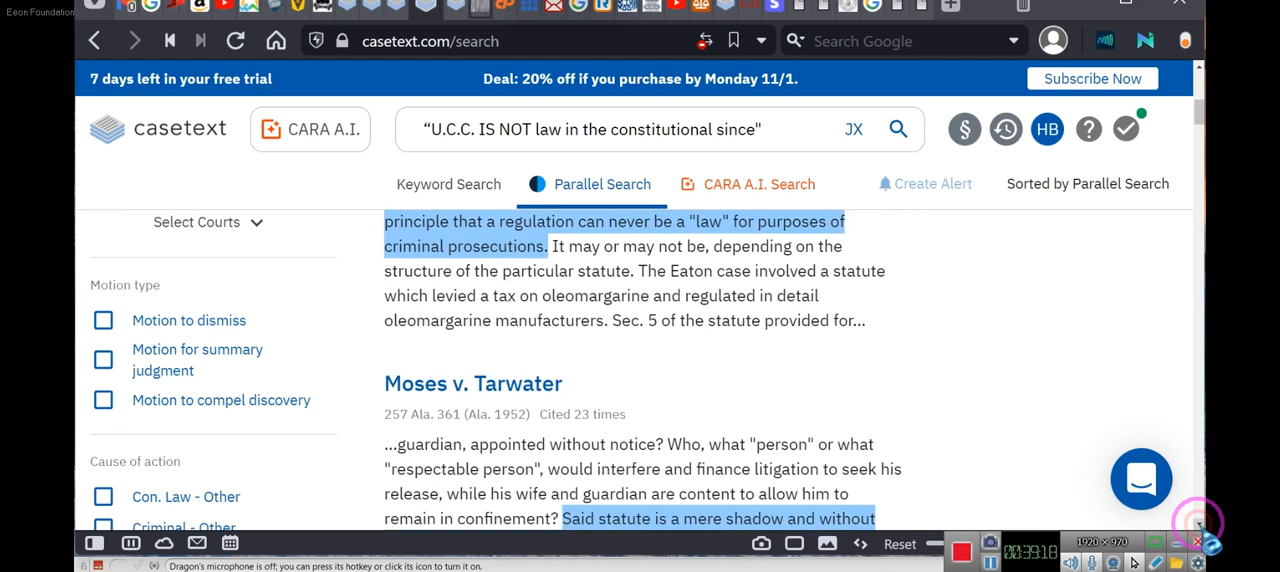 Eeon Foundation
casetext.com/search
Search Google
7 days left in your free trial
Deal: 20% off if you purchase by Monday 11/1.
Subscribe Now
casetext
CARA A.I.
“U.C.C. IS NOT law in the constitutional since"
JX
§
HB
?
Keyword Search
Parallel Search
CARA A.I. Search
Create Alert
Sorted by Parallel Search
Select Courts
Motion type
Motion to dismiss
Motion for summary
judgment
Motion to compel discovery
Cause of action
Con. Law - Other
Criminal - Other
principle that a regulation can never be a "law" for purposes of
criminal prosecutions. It may or may not be, depending on the
structure of the particular statute. The Eaton case involved a statute
which levied a tax on oleomargarine and regulated in detail
oleomargarine manufacturers. Sec. 5 of the statute provided for...
Moses v. Tarwater
257 Ala. 361 (Ala. 1952) Cited 23 times
...guardian, appointed without notice? Who, what "person" or what
"respectable person", would interfere and finance litigation to seek his
release, while his wife and guardian are content to allow him to
remain in confinement? Said statute is a mere shadow and without
Reset
00:39:18
1920 × 970
Dragon's microphone is off; you can press its hotkey or click its icon to turn it on.